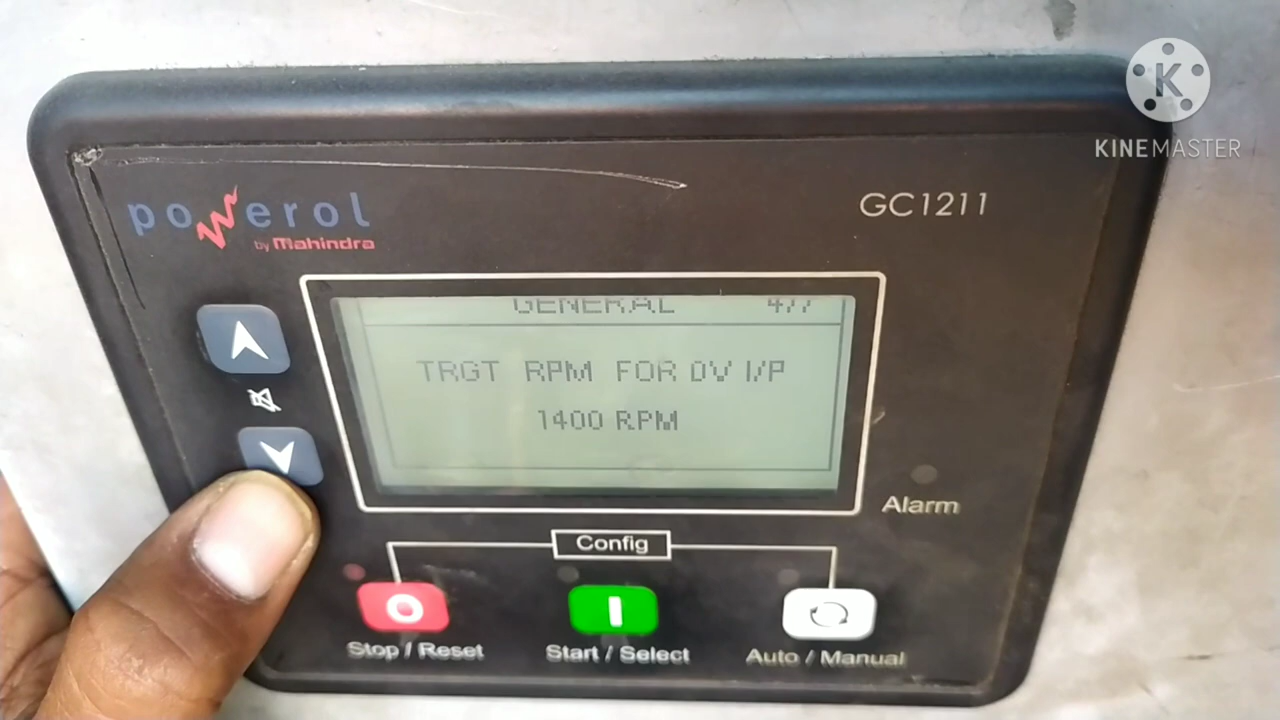 K
KINEMASTER
powerol
by Mahindra
GC1211
GENERAL 4/7
TRGT RPM FOR 0V I/P
1400 RPM
Alarm
Config
Stop / Reset
Start / Select
Auto / Manual